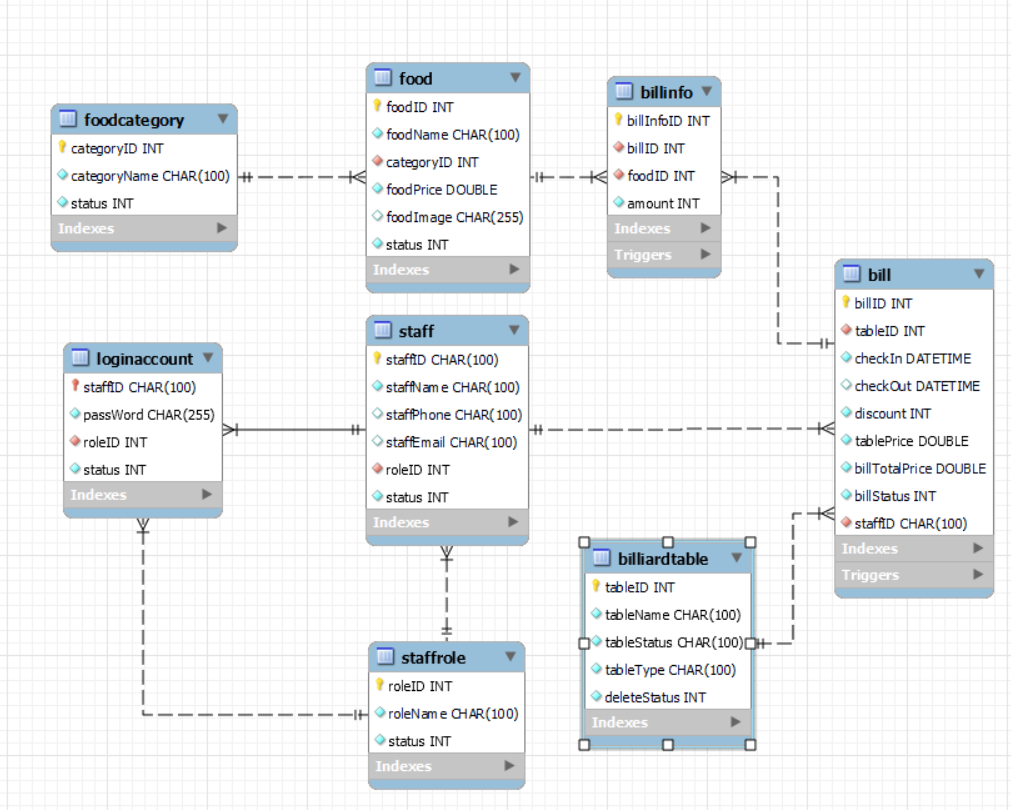 foodcategory
categoryID INT
categoryName CHAR(100)
status INT
Indexes
food
foodID INT
foodName CHAR(100)
categoryID INT
foodPrice DOUBLE
foodImage CHAR(255)
status INT
Indexes
billinfo
billInfoID INT
billID INT
foodID INT
amount INT
Indexes
Triggers
bill
billID INT
tableID INT
checkIn DATETIME
checkOut DATETIME
discount INT
tablePrice DOUBLE
billTotalPrice DOUBLE
billStatus INT
staffID CHAR(100)
Indexes
Triggers
loginaccount
staffID CHAR(100)
passWord CHAR(255)
roleID INT
status INT
Indexes
staff
staffID CHAR(100)
staffName CHAR(100)
staffPhone CHAR(100)
staffEmail CHAR(100)
roleID INT
status INT
Indexes
billiardtable
tableID INT
tableName CHAR(100)
tableStatus CHAR(100)
tableType CHAR(100)
deleteStatus INT
Indexes
staffrole
roleID INT
roleName CHAR(100)
status INT
Indexes